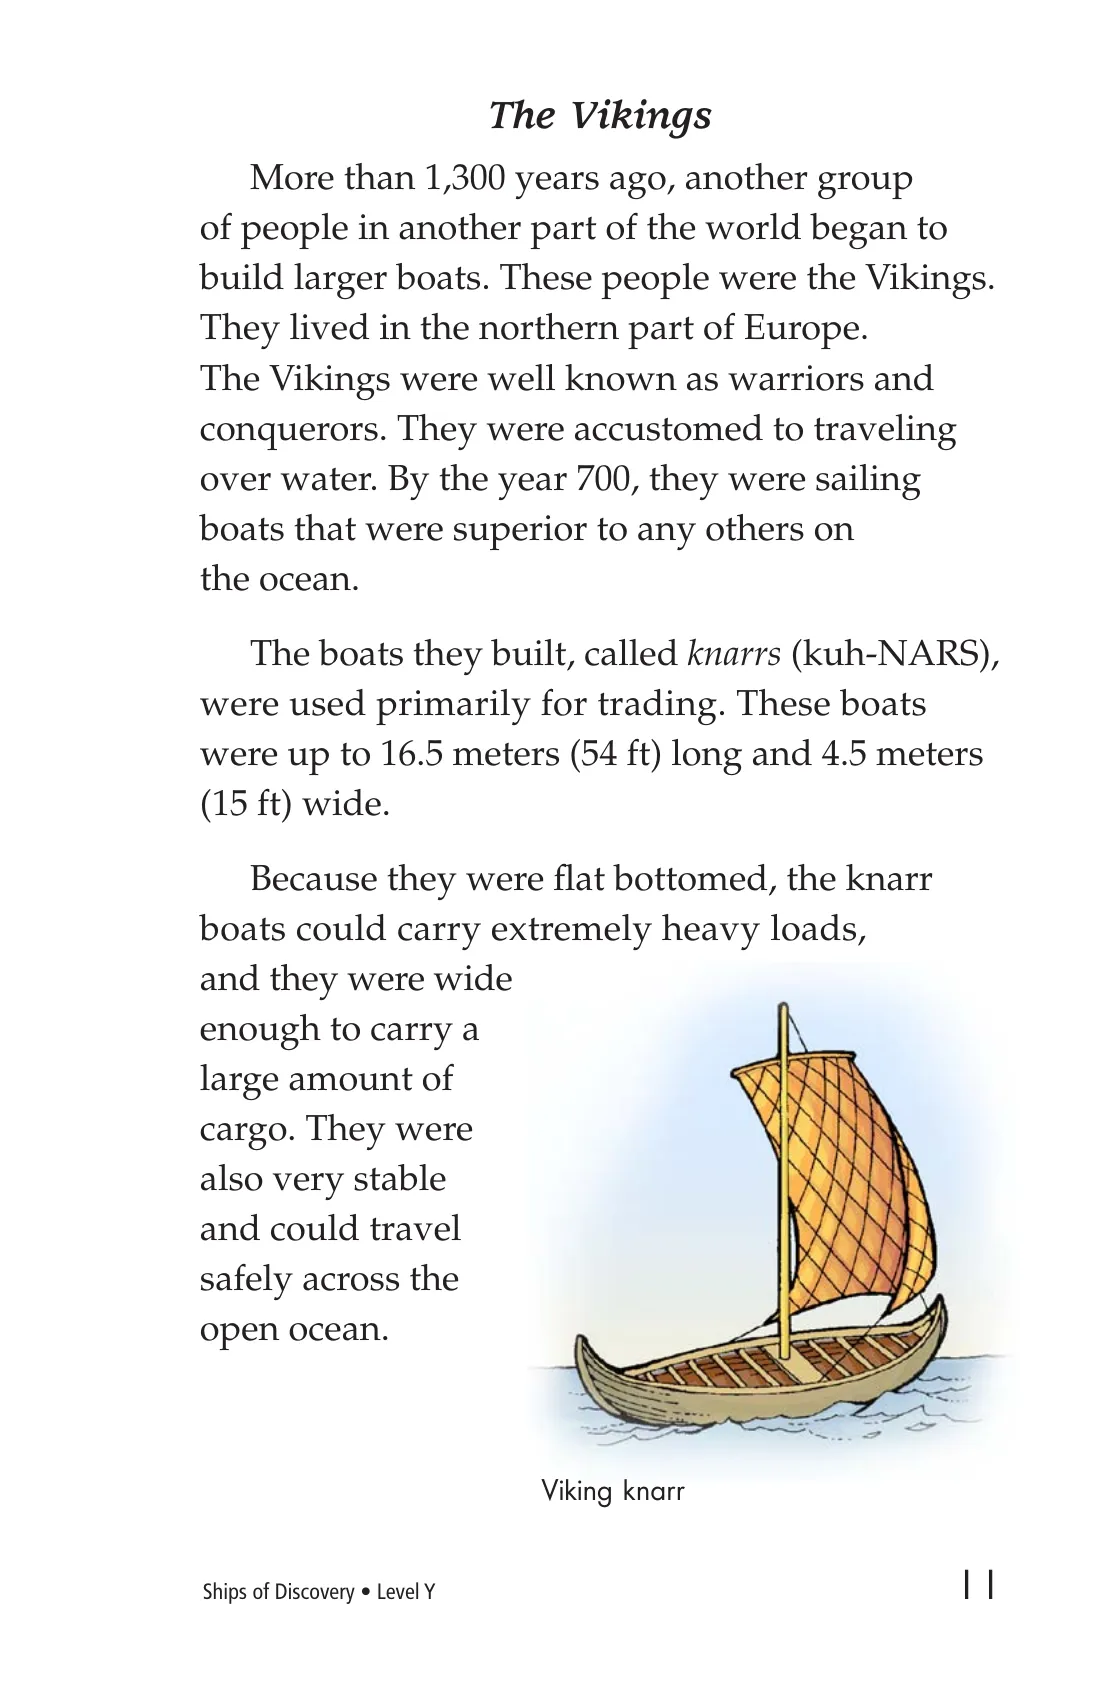 The Vikings
More than 1,300 years ago, another group
of people in another part of the world began to
build larger boats. These people were the Vikings.
They lived in the northern part of Europe.
The Vikings were well known as warriors and
conquerors. They were accustomed to traveling
over water. By the year 700, they were sailing
boats that were superior to any others on
the ocean.
The boats they built, called knarrs (kuh-NARS),
were used primarily for trading. These boats
were up to 16.5 meters (54 ft) long and 4.5 meters
(15 ft) wide.
Because they were flat bottomed, the knarr
boats could carry extremely heavy loads,
and they were wide
enough to carry a
large amount of
cargo. They were
also very stable
and could travel
safely across the
open ocean.
Viking knarr
Ships of Discovery • Level Y
11